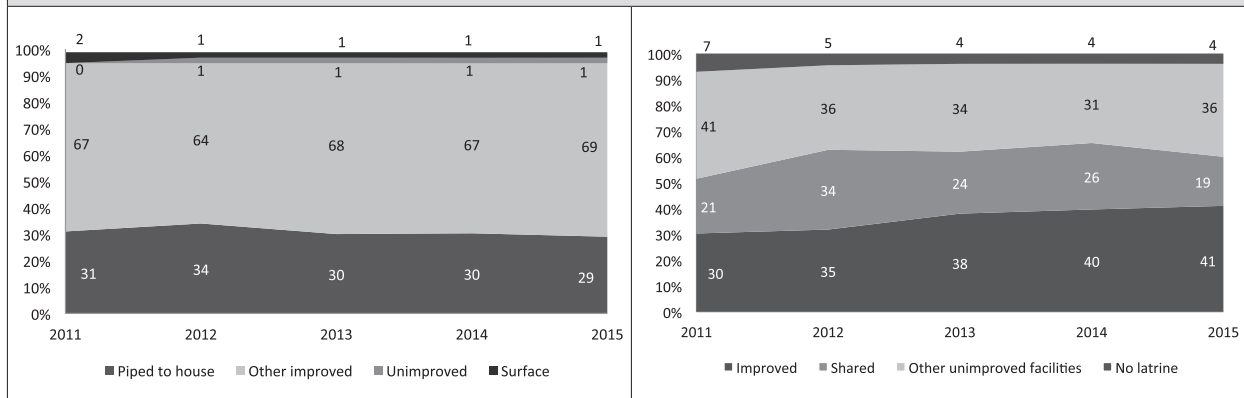 2 1 1 1 1
100%
90%
80%
70%
60%
50%
40%
30%
20%
10%
0%
0 1 1 1 1
67 64 68 67 69
31 34 30 30 29
2011 2012 2013 2014 2015
Piped to house Other improved Unimproved Surface
7 5 4 4 4
100%
90%
80%
70%
60%
50%
40%
30%
20%
10%
0%
41 36 34 31 36
21 34 24 26 19
30 35 38 40 41
2011 2012 2013 2014 2015
Improved Shared Other unimproved facilities No latrine